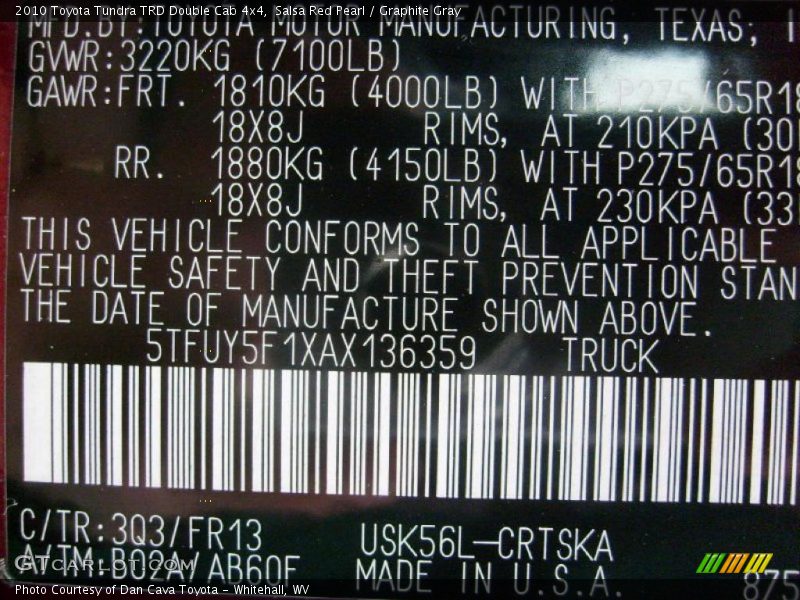 2010 Toyota Tundra TRD Double Cab 4x4, Salsa Red Pearl / Graphite Gray
MFD.BY:TOYOTA MOTOR MANUFACTURING, TEXAS; I
GVWR:3220KG (7100LB)
GAWR:FRT. 1810KG (4000LB) WITH P275/65R18
18X8J RIMS, AT 210KPA (30
RR. 1880KG (4150LB) WITH P275/65R18
18X8J RIMS, AT 230KPA (33
THIS VEHICLE CONFORMS TO ALL APPLICABLE
VEHICLE SAFETY AND THEFT PREVENTION STAN
THE DATE OF MANUFACTURE SHOWN ABOVE.
5TFUY5F1XAX136359 TRUCK
C/TR:3Q3/FR13 USK56L-CRTSKA
A/TM:B02A/AB60F MADE IN U.S.A.
875
GTcarlot.com
Photo Courtesy of Dan Cava Toyota - Whitehall, WV